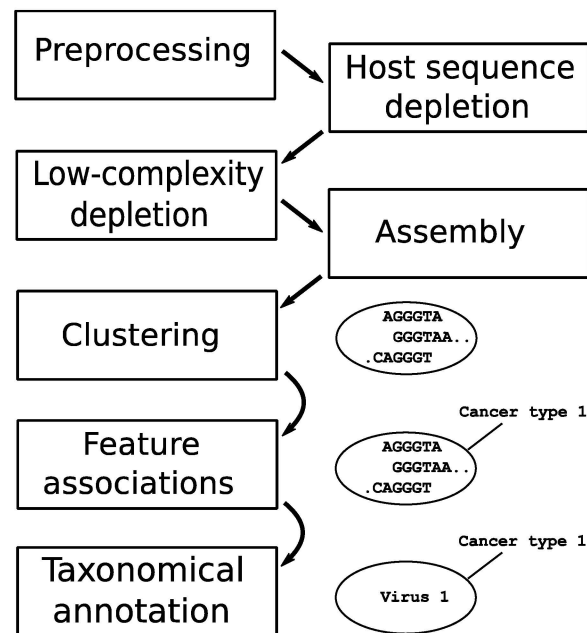 Preprocessing
Host sequence
depletion
Low-complexity
depletion
Assembly
Clustering
AGGGTA
GGGTAA..
.CAGGGT
Feature
associations
Cancer type 1
AGGGTA
GGGTAA..
.CAGGGT
Taxonomical
annotation
Cancer type 1
Virus 1